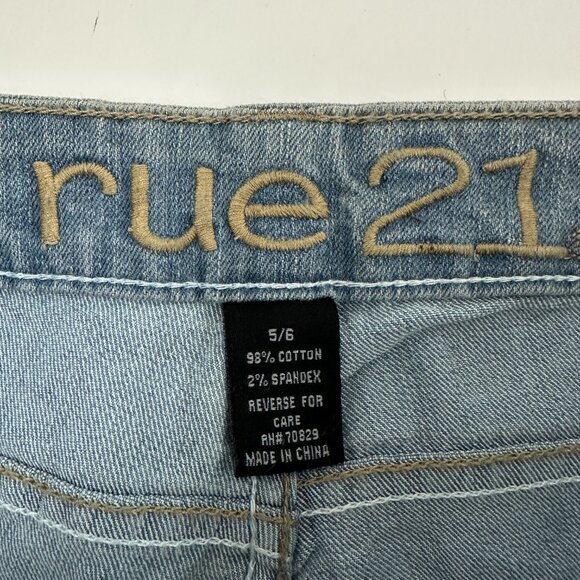 rue21
5/6
98% COTTON
2% SPANDEX
REVERSE FOR
CARE
RN# 70829
MADE IN CHINA